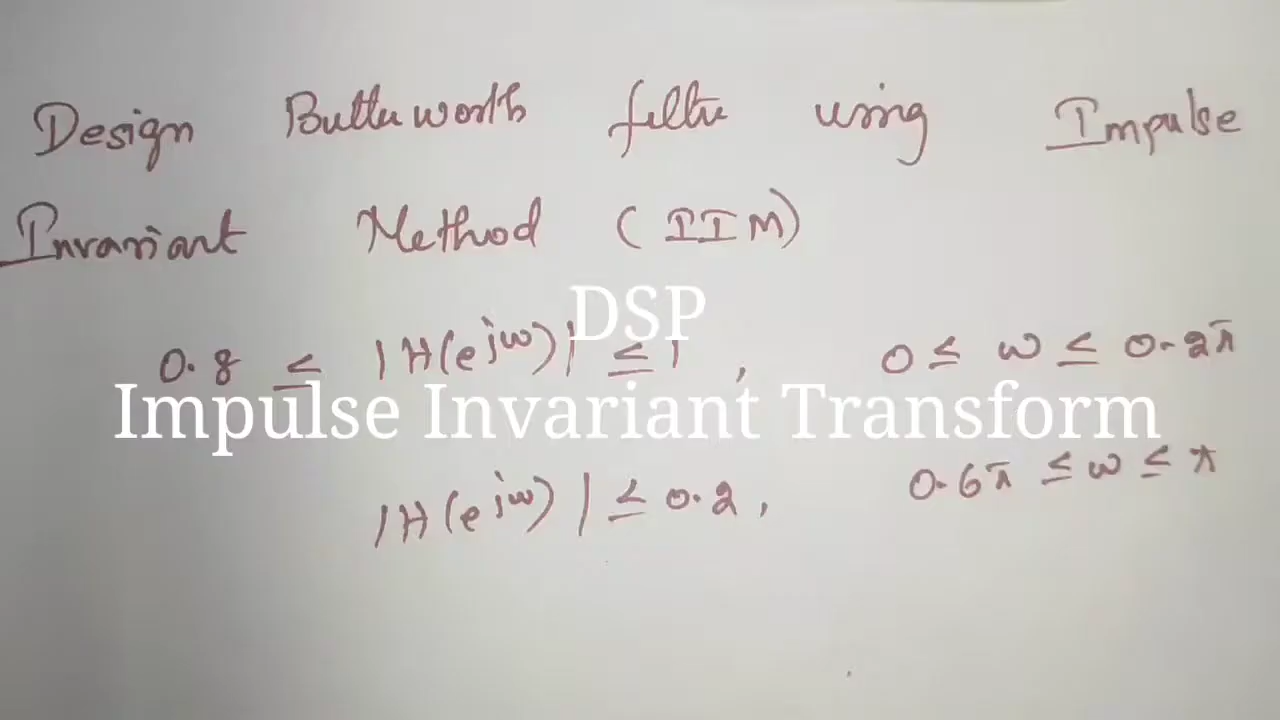 Design Butterworth filter using Impulse
Invariant Method (IIM)
DSP
0.8 ≤ |H(e^jω)| ≤ 1, 0 ≤ ω ≤ 0.2π
Impulse Invariant Transform
|H(e^jω)| ≤ 0.2, 0.6π ≤ ω ≤ π